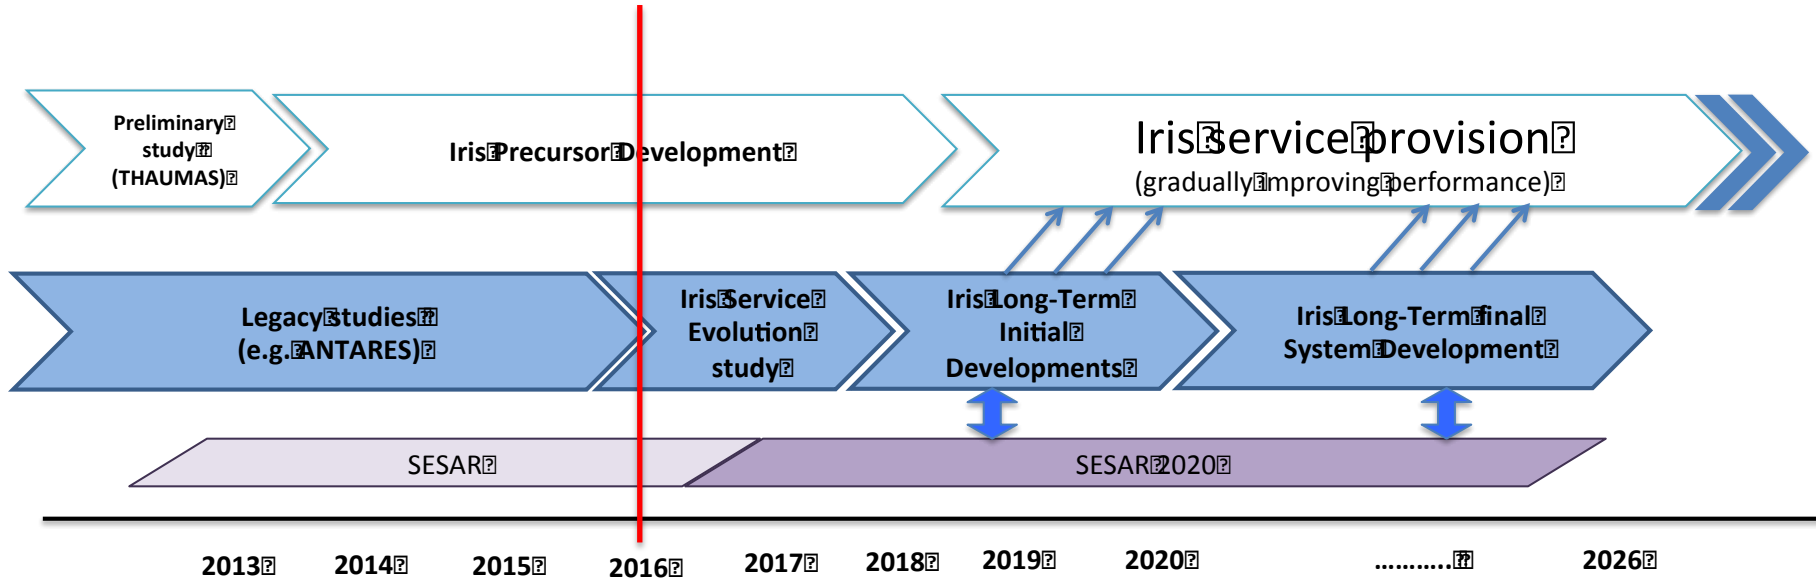 Preliminary
study
(THAUMAS)
Iris Precursor Development
Iris service provision
(gradually improving performance)
Legacy studies
(e.g. ANTARES)
Iris Service
Evolution
study
Iris Long-Term
Initial
Developments
Iris Long-Term final
System Development
SESAR
SESAR 2020
2013 2014 2015 2016 2017 2018 2019 2020 ……….. 2026